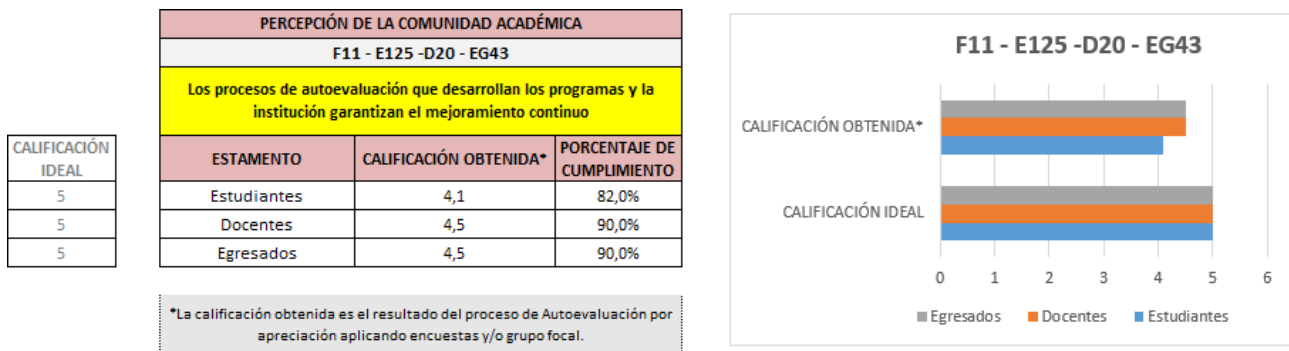 PERCEPCIÓN DE LA COMUNIDAD ACADÉMICA
F11 - E125 -D20 - EG43
Los procesos de autoevaluación que desarrollan los programas y la
institución garantizan el mejoramiento continuo
CALIFICACIÓN
IDEAL
ESTAMENTO
CALIFICACIÓN OBTENIDA*
PORCENTAJE DE
CUMPLIMIENTO
5 Estudiantes 4,1 82,0%
5 Docentes 4,5 90,0%
5 Egresados 4,5 90,0%
*La calificación obtenida es el resultado del proceso de Autoevaluación por
apreciación aplicando encuestas y/o grupo focal.
F11 - E125 -D20 - EG43
CALIFICACIÓN OBTENIDA*
CALIFICACIÓN IDEAL
0 1 2 3 4 5 6
Egresados Docentes Estudiantes